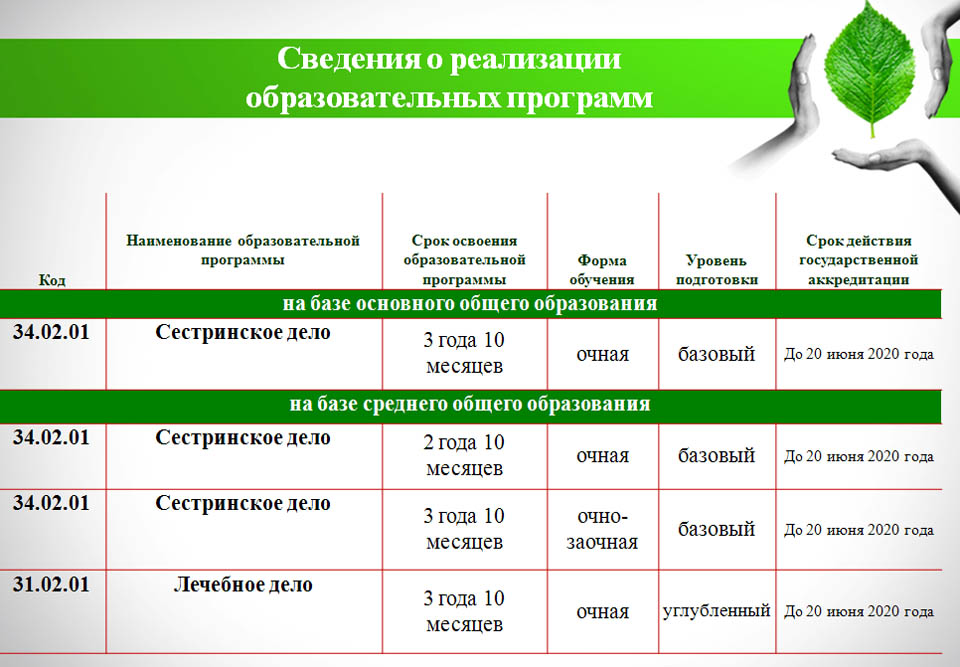 Сведения о реализации
образовательных программ
Код
Наименование образовательной
программы
Срок освоения
образовательной
программы
Форма
обучения
Уровень
подготовки
Срок действия
государственной
аккредитации
на базе основного общего образования
34.02.01
Сестринское дело
3 года 10
месяцев
очная
базовый
До 20 июня 2020 года
на базе среднего общего образования
34.02.01
Сестринское дело
2 года 10
месяцев
очная
базовый
До 20 июня 2020 года
34.02.01
Сестринское дело
3 года 10
месяцев
очно-
заочная
базовый
До 20 июня 2020 года
31.02.01
Лечебное дело
3 года 10
месяцев
очная
углубленный
До 20 июня 2020 года